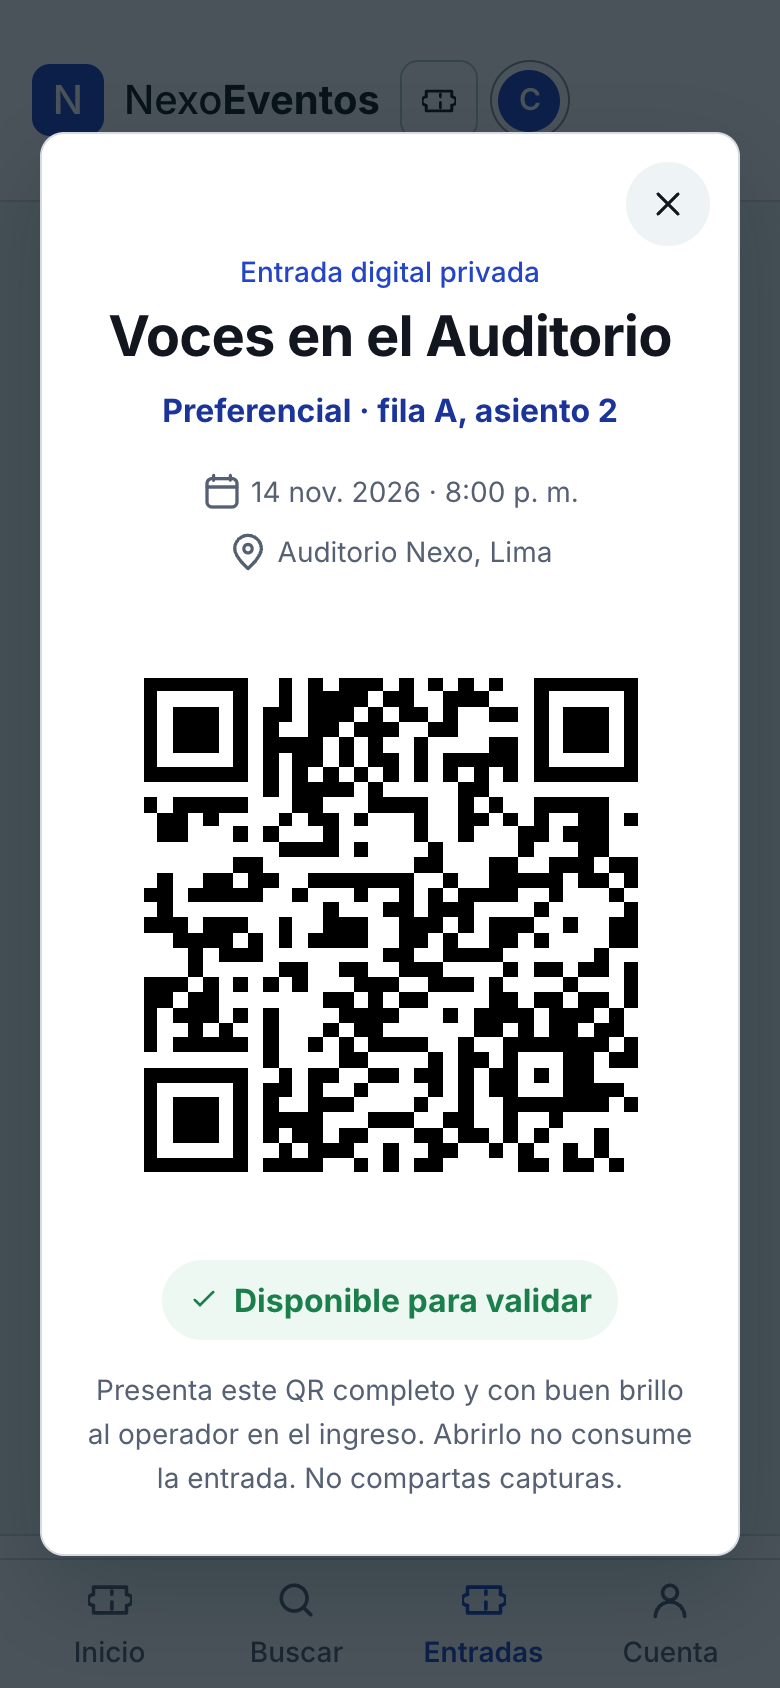 N NexoEventos C
Entrada digital privada
Voces en el Auditorio
Preferencial · fila A, asiento 2
14 nov. 2026 · 8:00 p. m.
Auditorio Nexo, Lima
Disponible para validar
Presenta este QR completo y con buen brillo
al operador en el ingreso. Abrirlo no consume
la entrada. No compartas capturas.
Inicio Buscar Entradas Cuenta